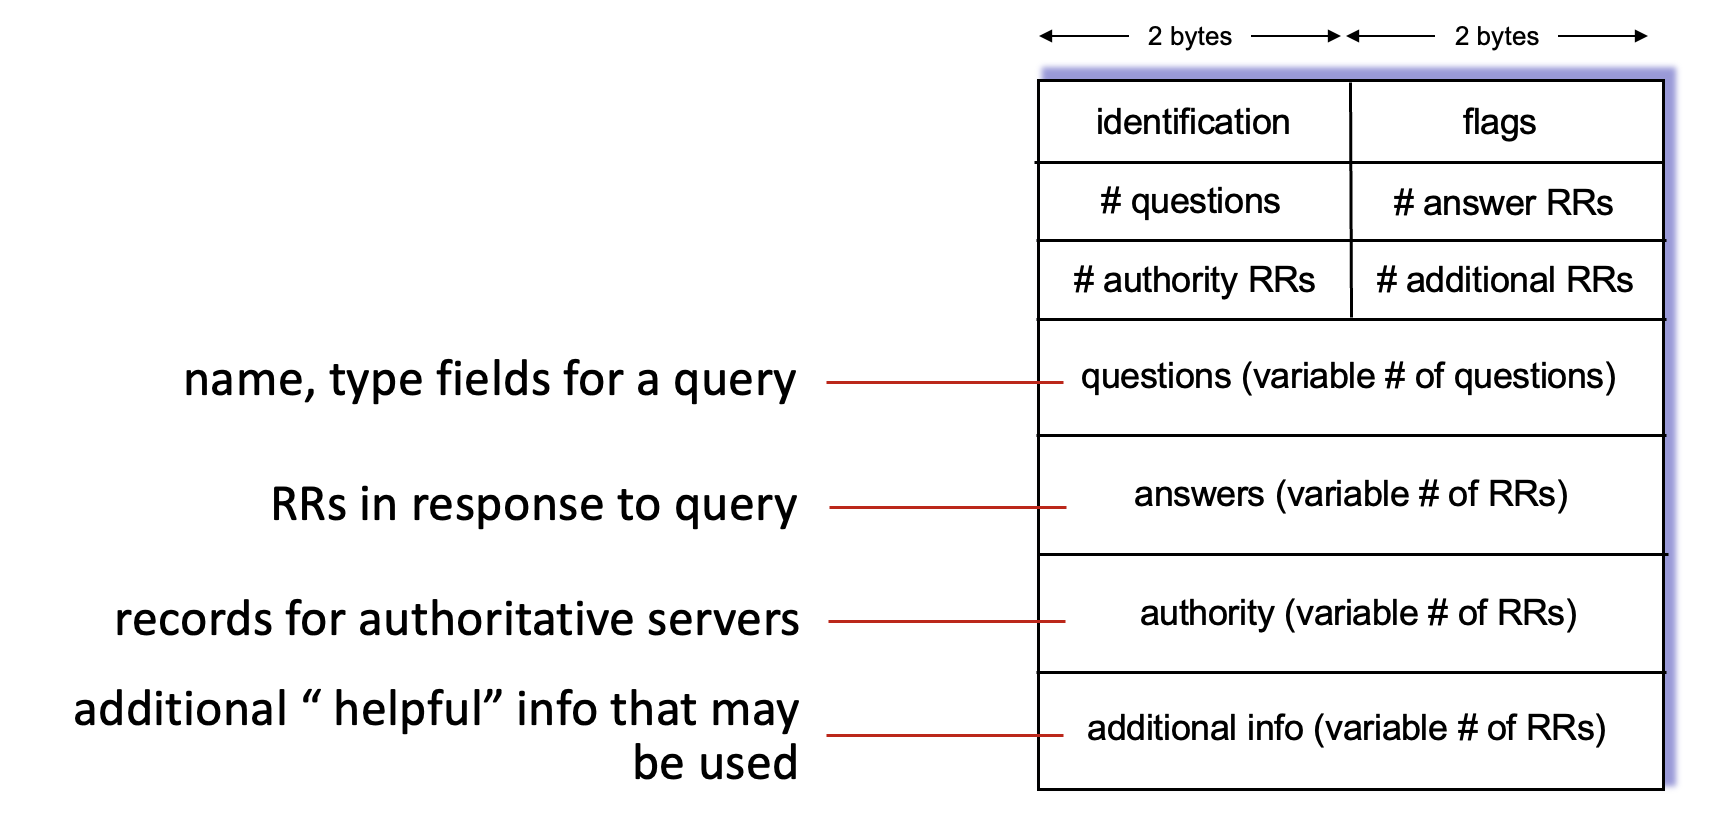 2 bytes 2 bytes
identification flags
# questions # answer RRs
# authority RRs # additional RRs
name, type fields for a query
questions (variable # of questions)
RRs in response to query
answers (variable # of RRs)
records for authoritative servers
authority (variable # of RRs)
additional “ helpful” info that may
be used
additional info (variable # of RRs)